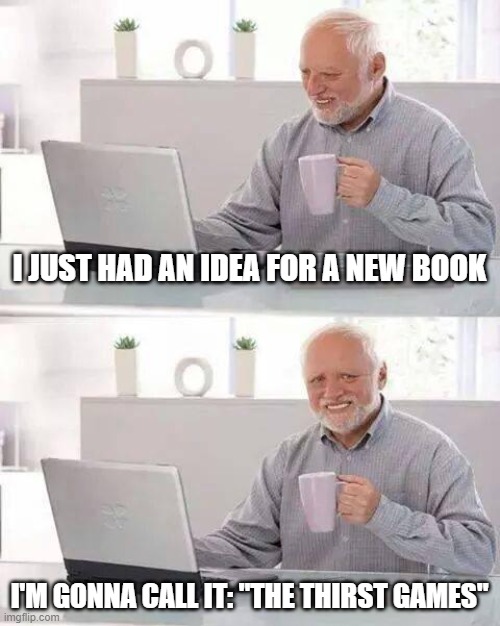 I JUST HAD AN IDEA FOR A NEW BOOK
I'M GONNA CALL IT: "THE THIRST GAMES"
imgflip.com